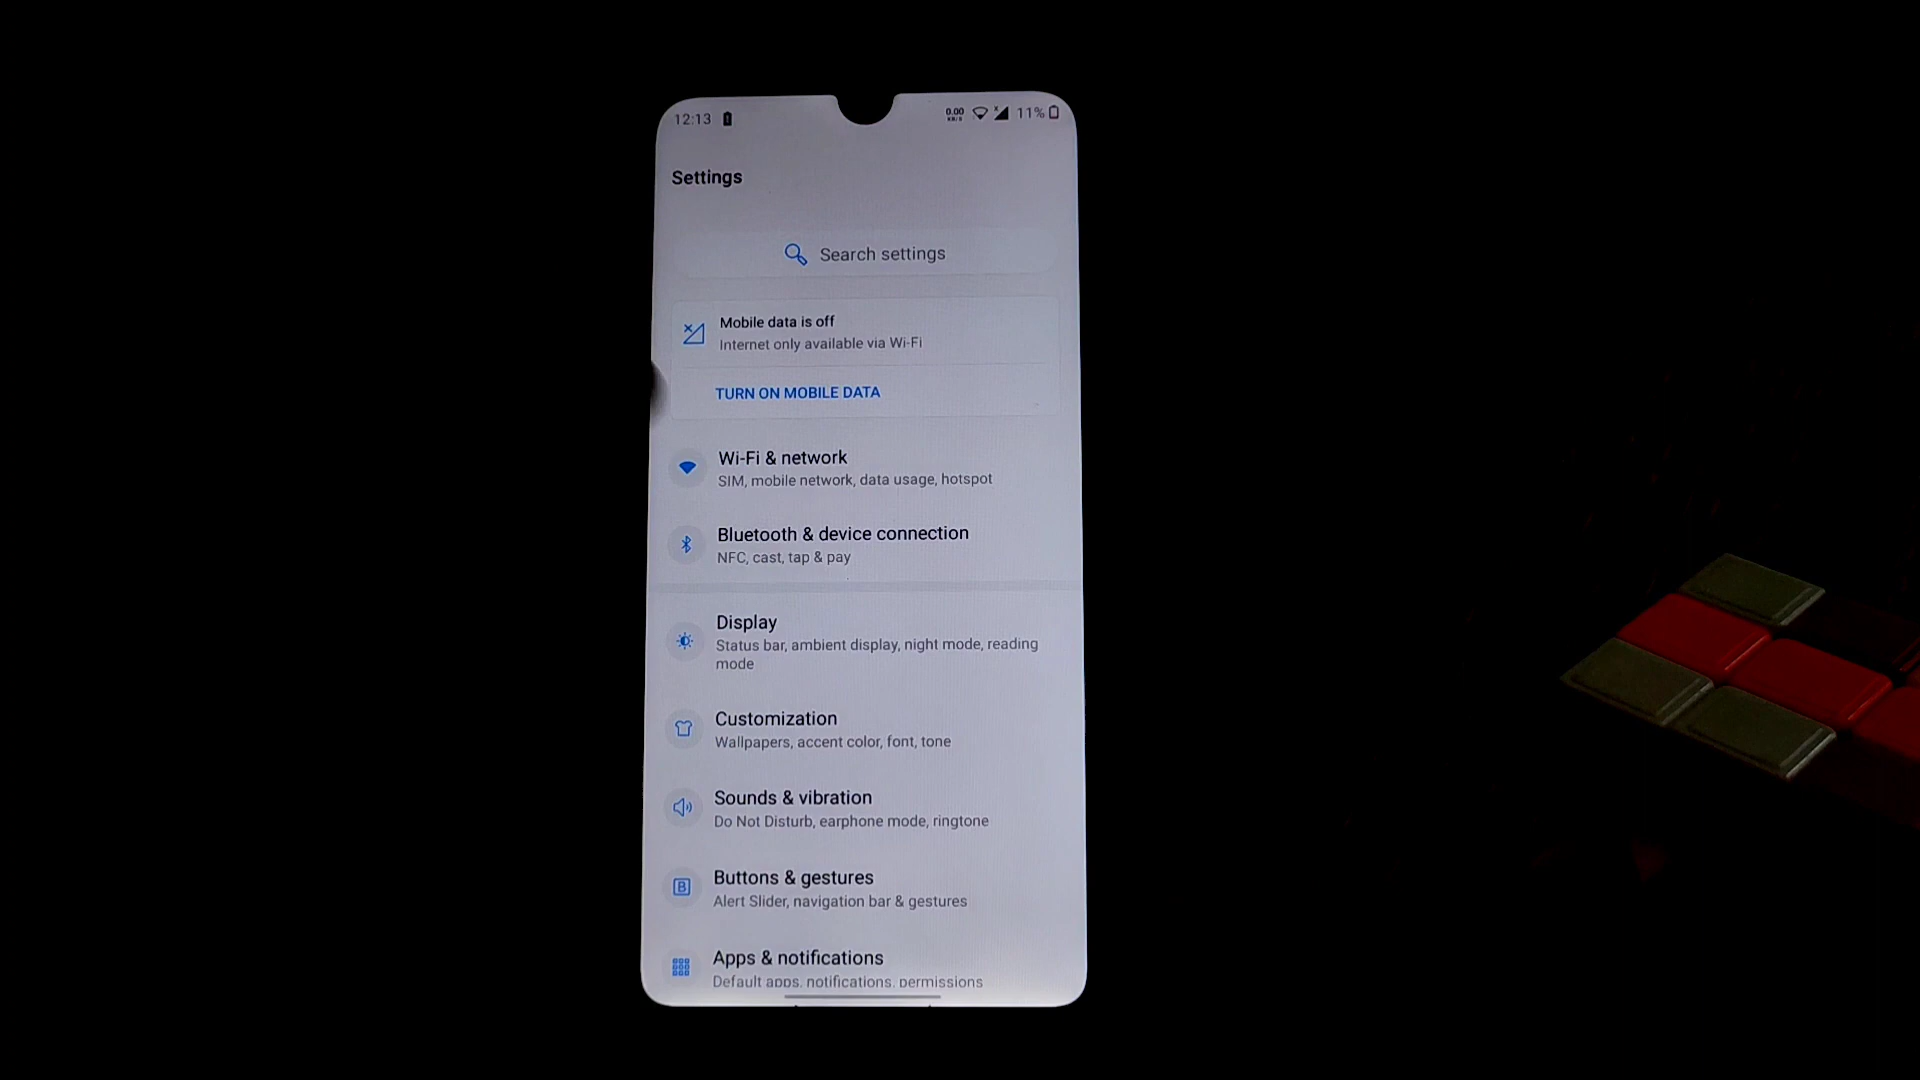 12:13 0.00 KB/S 11%
Settings
Search settings
Mobile data is off
Internet only available via Wi-Fi
TURN ON MOBILE DATA
Wi-Fi & network
SIM, mobile network, data usage, hotspot
Bluetooth & device connection
NFC, cast, tap & pay
Display
Status bar, ambient display, night mode, reading
mode
Customization
Wallpapers, accent color, font, tone
Sounds & vibration
Do Not Disturb, earphone mode, ringtone
B
Buttons & gestures
Alert Slider, navigation bar & gestures
Apps & notifications
Default apps, notifications, permissions